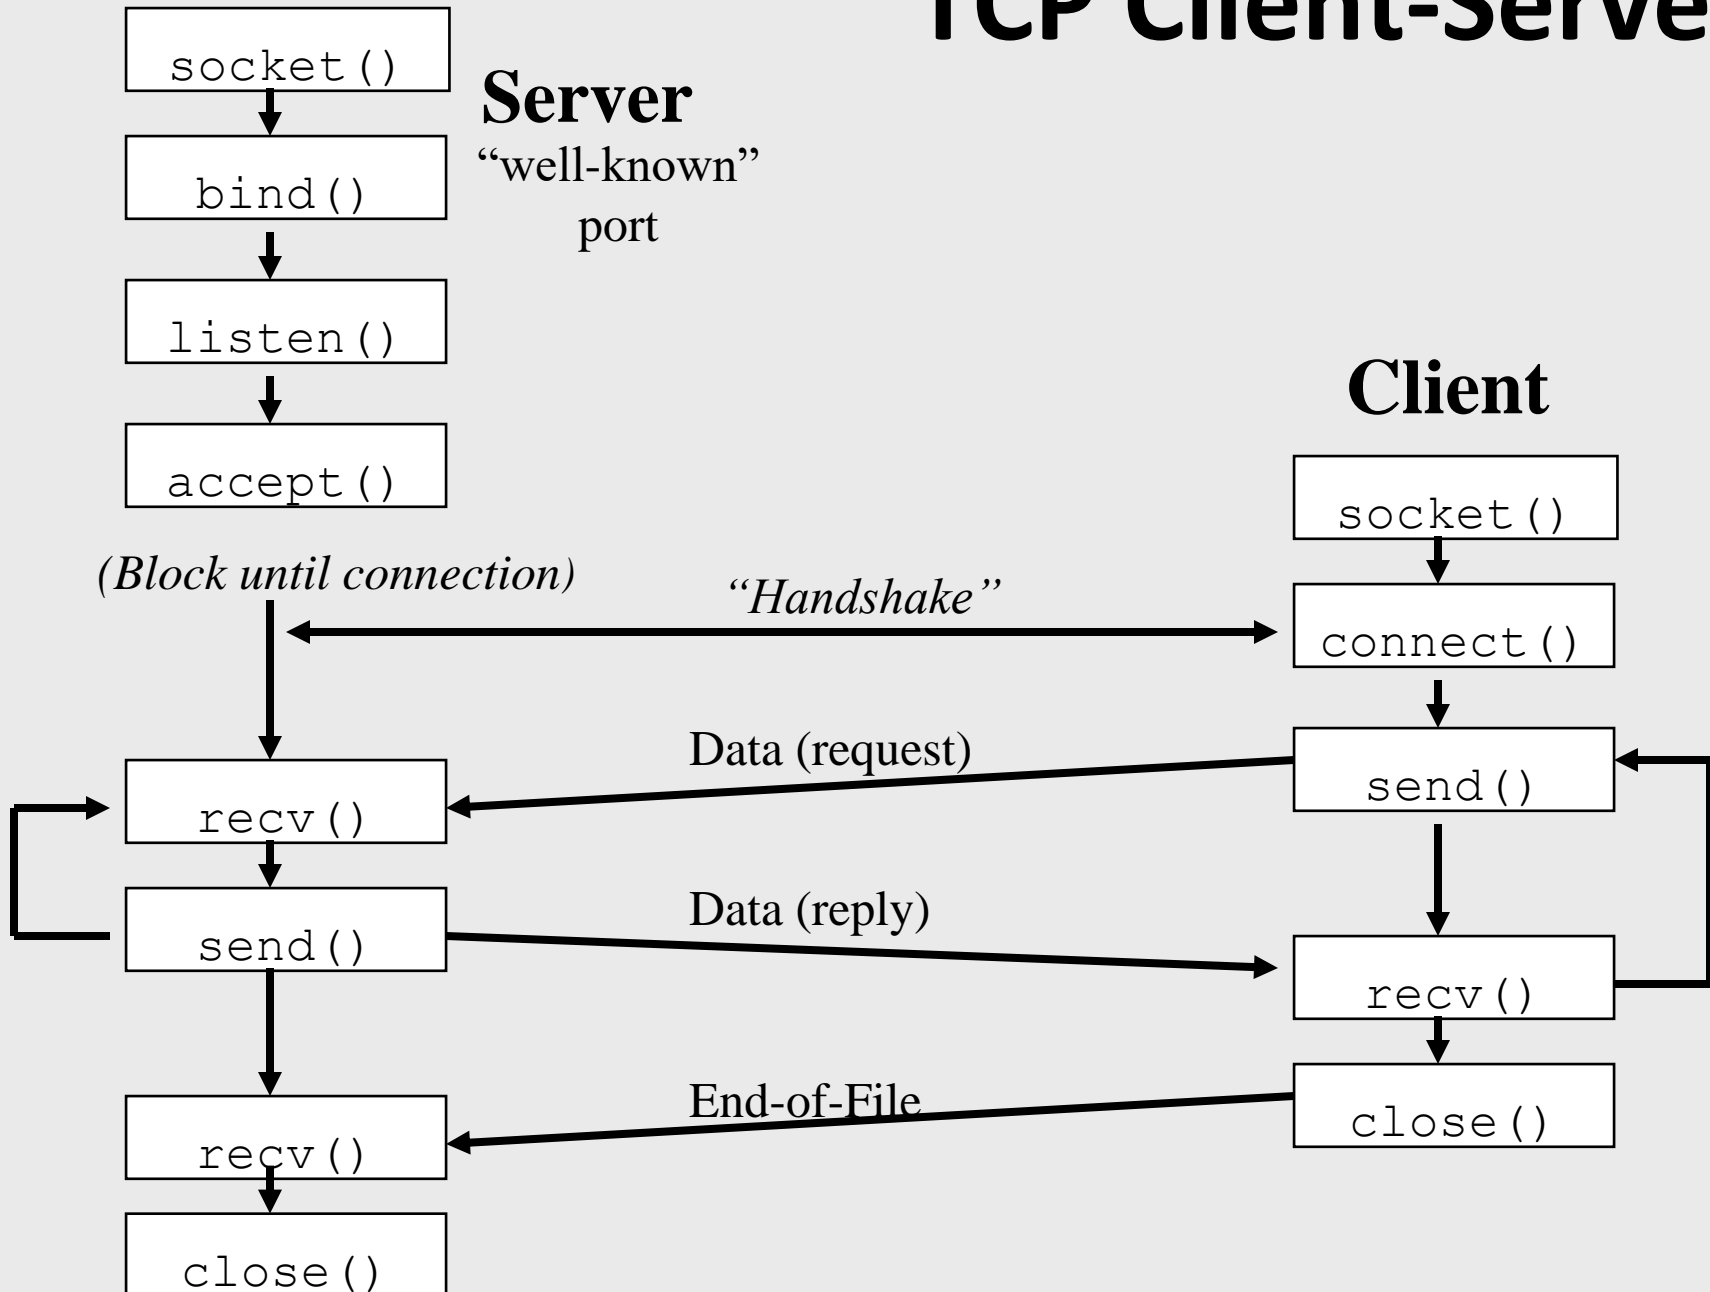 TCP Client-Serve
socket()
Server
“well-known”
port
bind()
listen()
accept()
(Block until connection)
Client
socket()
“Handshake”
connect()
Data (request)
send()
recv()
Data (reply)
send()
recv()
End-of-File
close()
recv()
close()